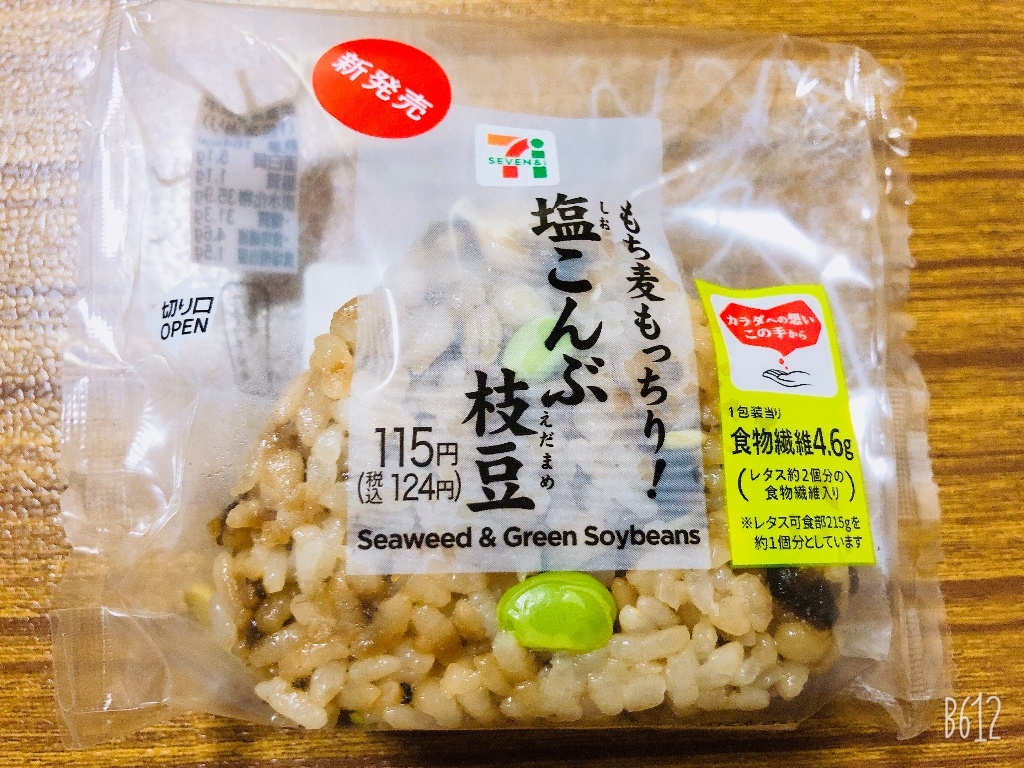 新発売
SEVEN&i
もち麦もっちり!
塩こんぶ
しお
枝豆
えだまめ
115円
(税込 124円)
Seaweed & Green Soybeans
切り口
OPEN
カラダへの想い
この手から
1包装当り
食物繊維4.6g
(レタス約2個分の
食物繊維入り)
※レタス可食部215gを
約1個分としています
B612